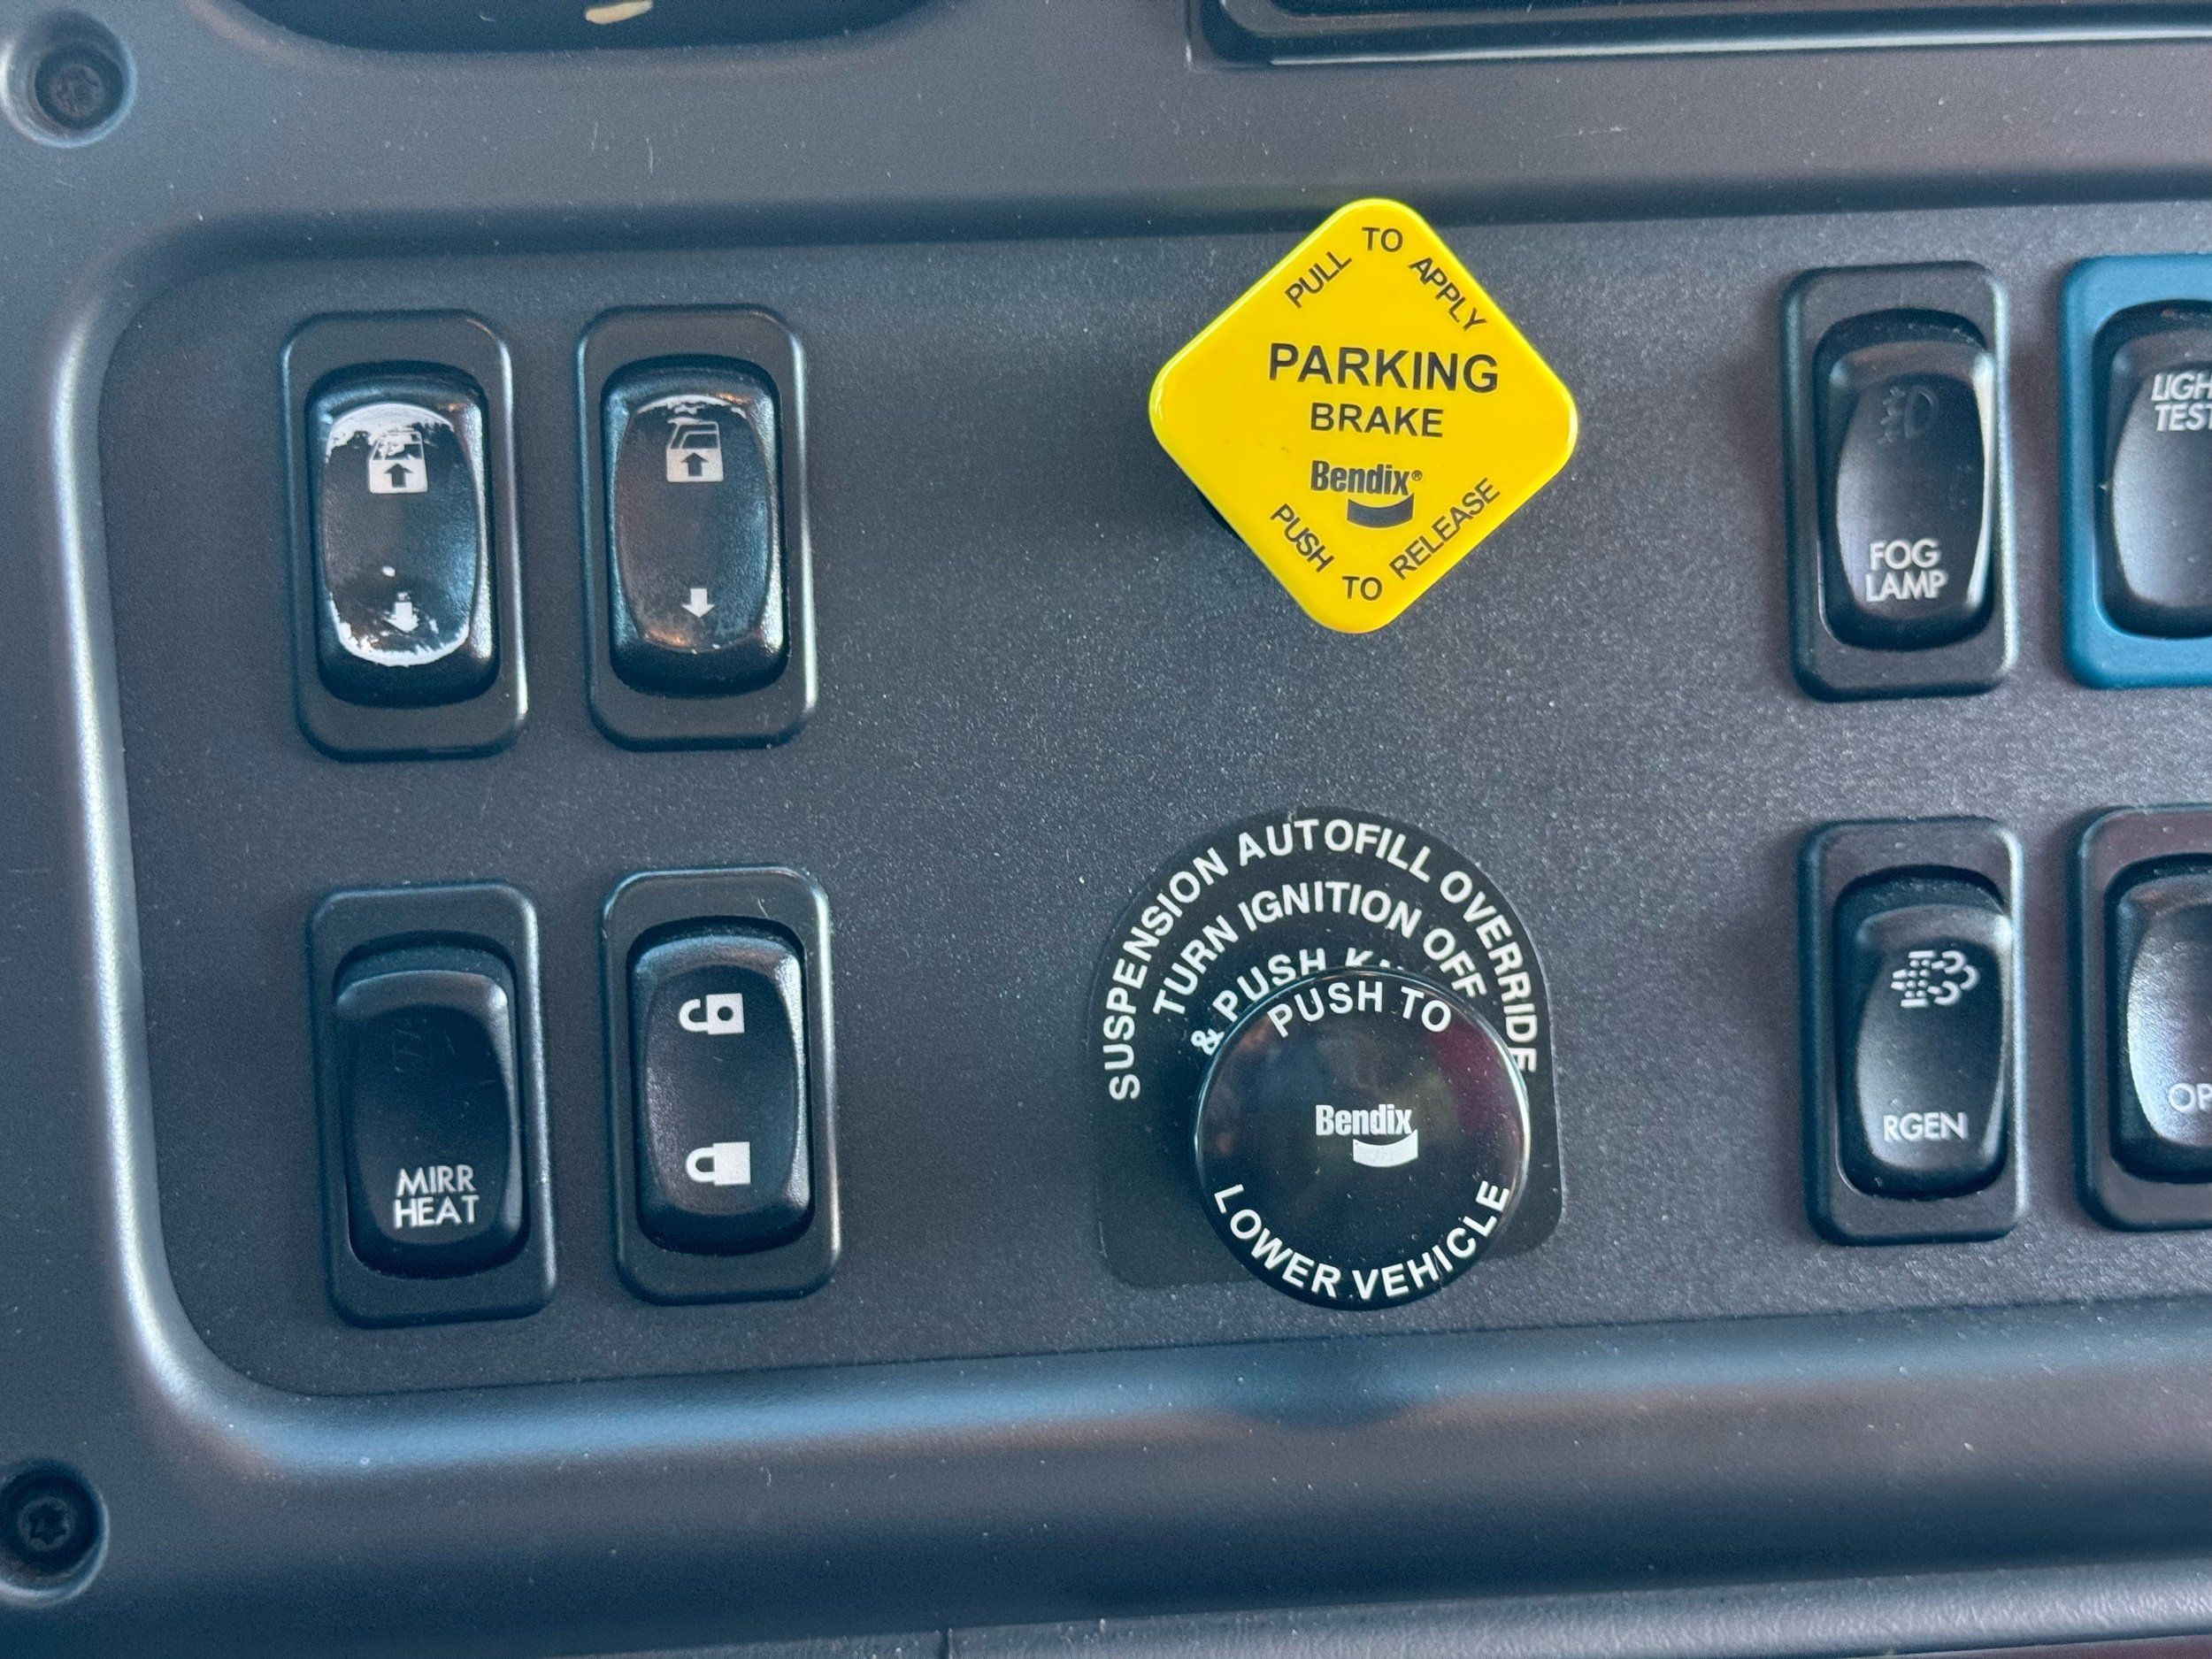 PULL TO APPLY
PARKING
BRAKE
Bendix®
PUSH TO RELEASE
FOG
LAMP
SUSPENSION AUTOFILL OVERRIDE
TURN IGNITION OFF
& PUSH
PUSH TO
Bendix
LOWER VEHICLE
MIRR
HEAT
RGEN
TEST